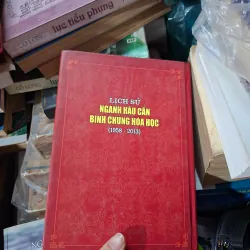 lục tiểu phụng
LỊCH SỬ
NGÀNH HẬU CẦN
BINH CHỦNG HÓA HỌC
(1958 - 2013)